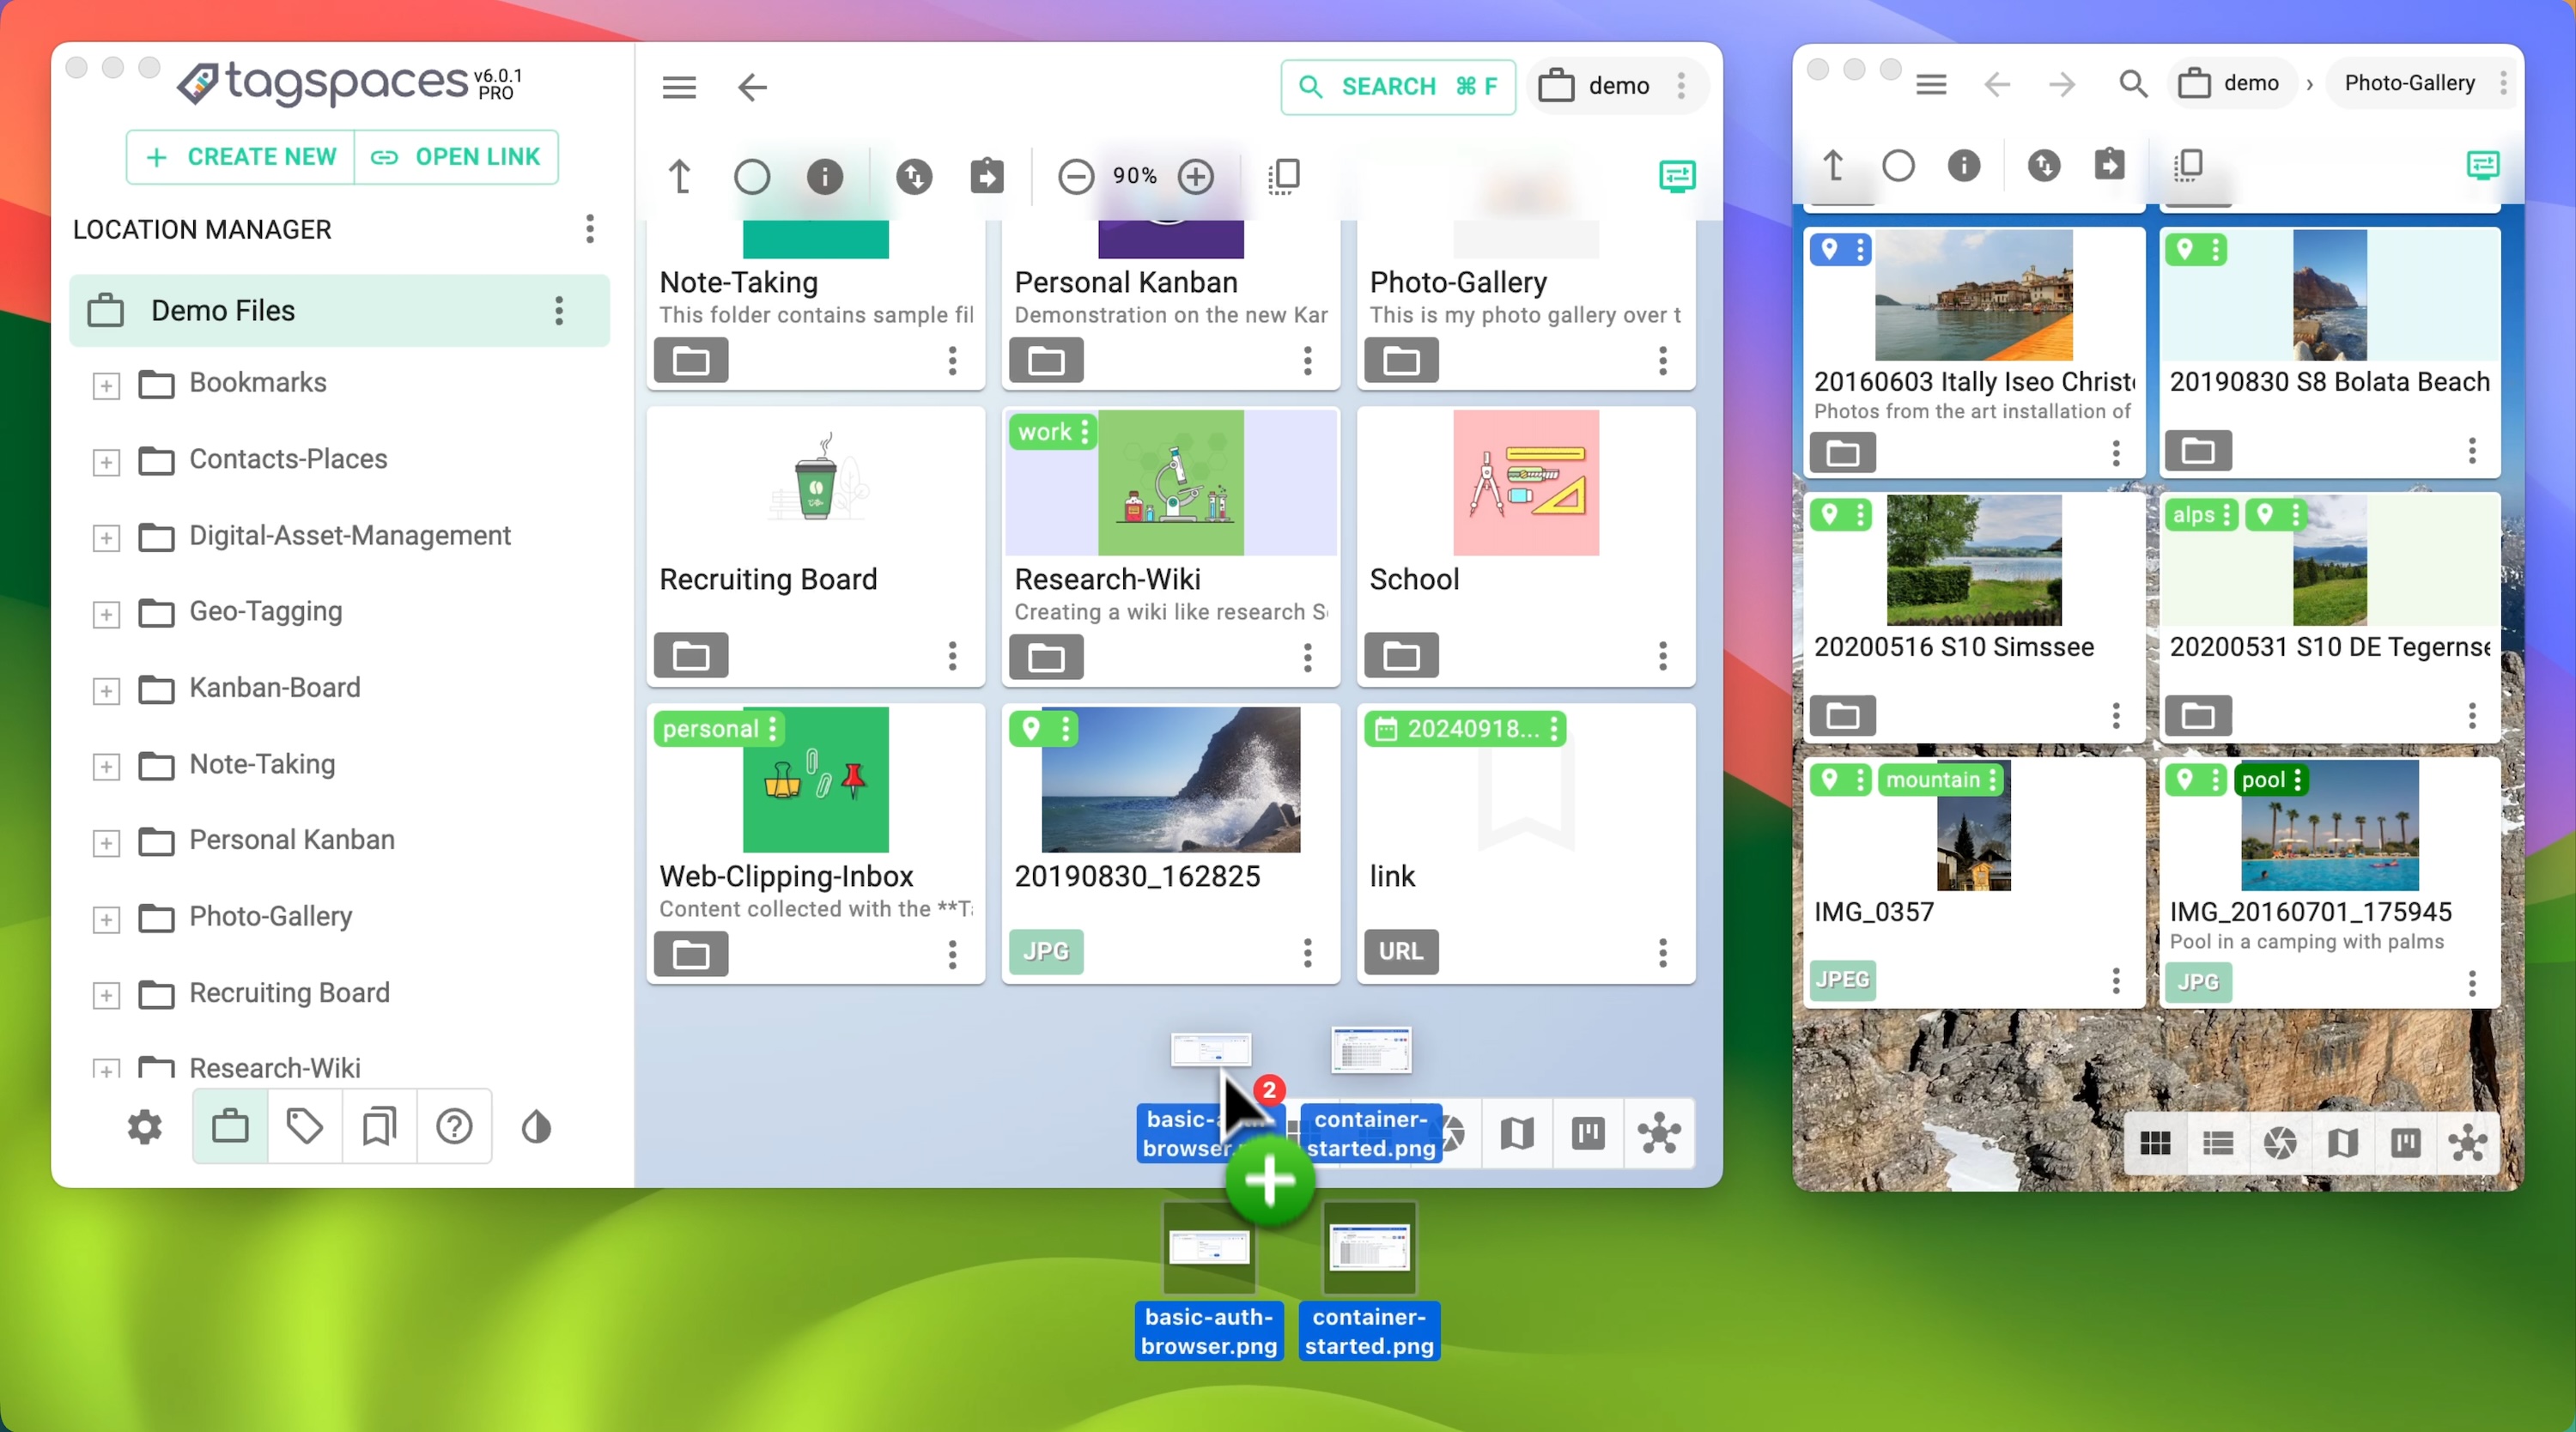 tagspaces v6.0.1 PRO
CREATE NEW
OPEN LINK
LOCATION MANAGER
Demo Files
Bookmarks
Contacts-Places
Digital-Asset-Management
Geo-Tagging
Kanban-Board
Note-Taking
Personal Kanban
Photo-Gallery
Recruiting Board
Research-Wiki
SEARCH ⌘ F
demo
90%
Note-Taking
This folder contains sample fil
Personal Kanban
Demonstration on the new Kar
Photo-Gallery
This is my photo gallery over t
Recruiting Board
work
Research-Wiki
Creating a wiki like research S
School
personal
Web-Clipping-Inbox
Content collected with the **T
20190830_162825
JPG
20240918...
link
URL
2
basic-a
browser.
container-
started.png
basic-auth-
browser.png
container-
started.png
demo › Photo-Gallery
20160603 Itally Iseo Christ
Photos from the art installation of
20190830 S8 Bolata Beach
20200516 S10 Simssee
alps
20200531 S10 DE Tegernse
mountain
IMG_0357
JPEG
pool
IMG_20160701_175945
Pool in a camping with palms
JPG